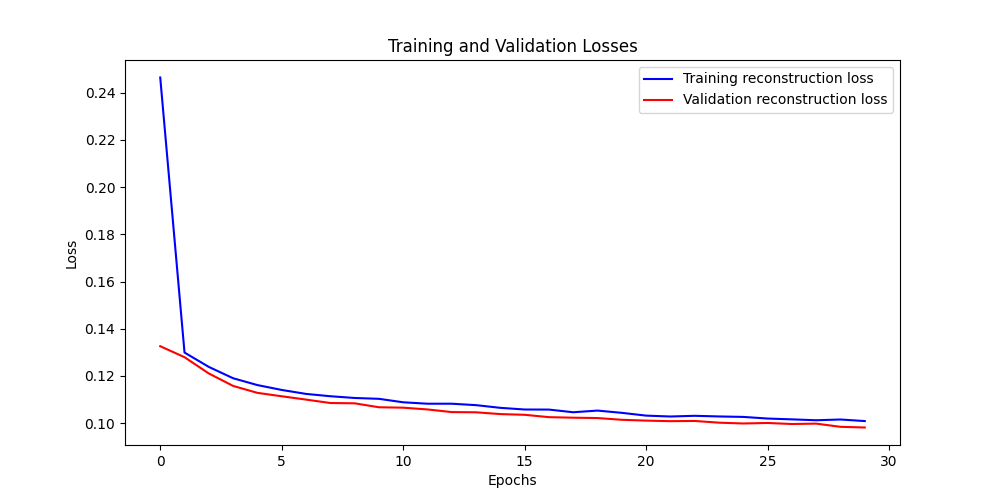 Training and Validation Losses
Training reconstruction loss
Validation reconstruction loss
0.24
0.22
0.20
0.18
0.16
0.14
0.12
0.10
Loss
0 5 10 15 20 25 30
Epochs